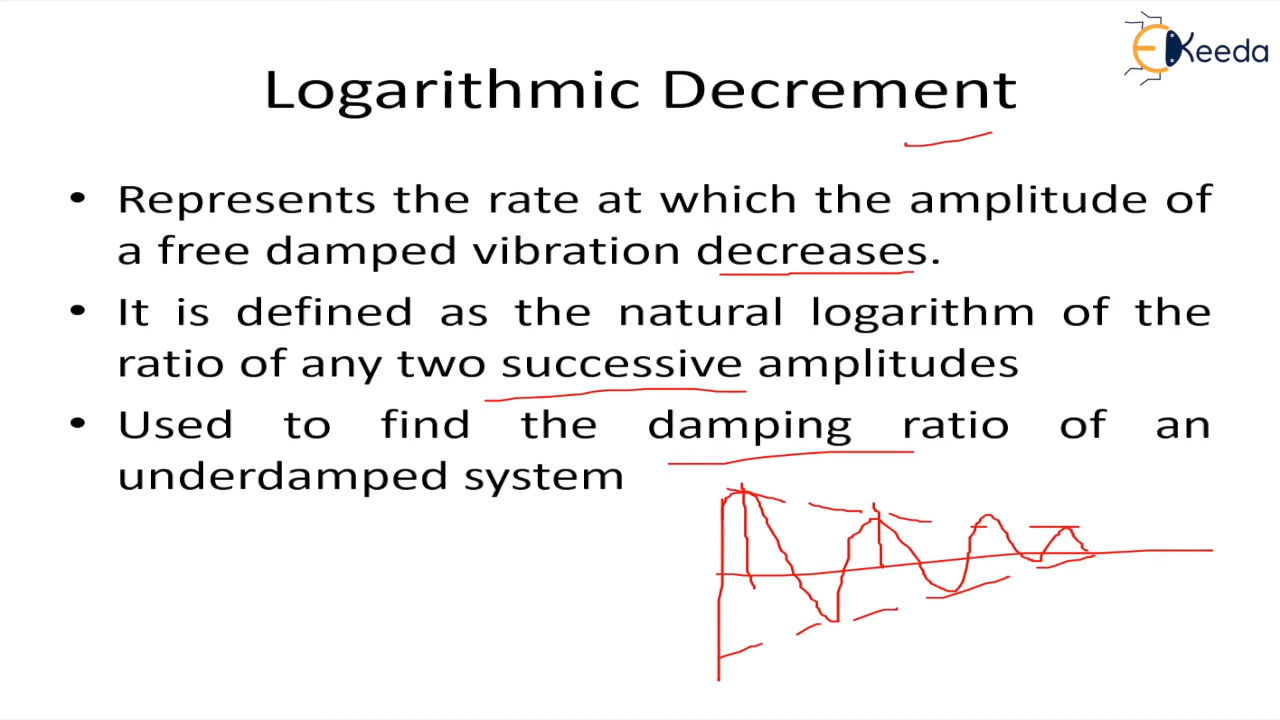 EKeeda
Logarithmic Decrement
• Represents the rate at which the amplitude of
a free damped vibration decreases.
• It is defined as the natural logarithm of the
ratio of any two successive amplitudes
• Used to find the damping ratio of an
underdamped system